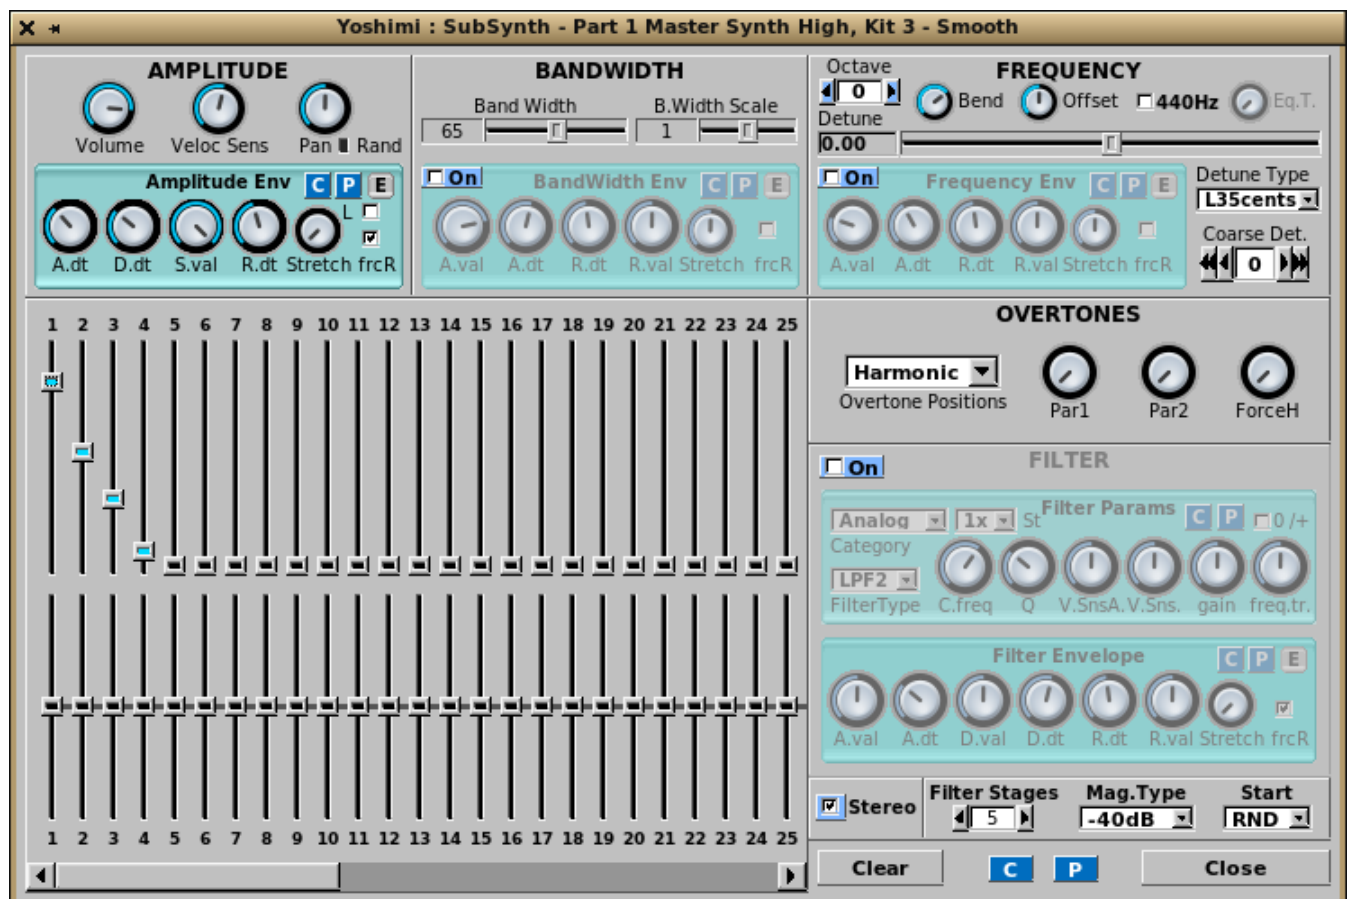 Yoshimi : SubSynth - Part 1 Master Synth High, Kit 3 - Smooth
AMPLITUDE
Volume Veloc Sens Pan Rand
Amplitude Env C P E
L
A.dt D.dt S.val R.dt Stretch frcR
BANDWIDTH
Band Width B.Width Scale
65 1
On BandWidth Env C P E
A.val A.dt R.dt R.val Stretch frcR
FREQUENCY
Octave
0 Bend Offset 440Hz Eq.T.
Detune
0.00
On Frequency Env C P E
A.val A.dt R.dt R.val Stretch frcR
Detune Type
L35cents
Coarse Det.
0
1 2 3 4 5 6 7 8 9 10 11 12 13 14 15 16 17 18 19 20 21 22 23 24 25
1 2 3 4 5 6 7 8 9 10 11 12 13 14 15 16 17 18 19 20 21 22 23 24 25
OVERTONES
Harmonic
Overtone Positions Par1 Par2 ForceH
On FILTER
Filter Params C P 0 /+
Analog 1x St
Category
LPF2
FilterType C.freq Q V.SnsA. V.Sns. gain freq.tr.
Filter Envelope C P E
A.val A.dt D.val D.dt R.dt R.val Stretch frcR
Stereo
Filter Stages Mag.Type Start
5 -40dB RND
Clear C P Close